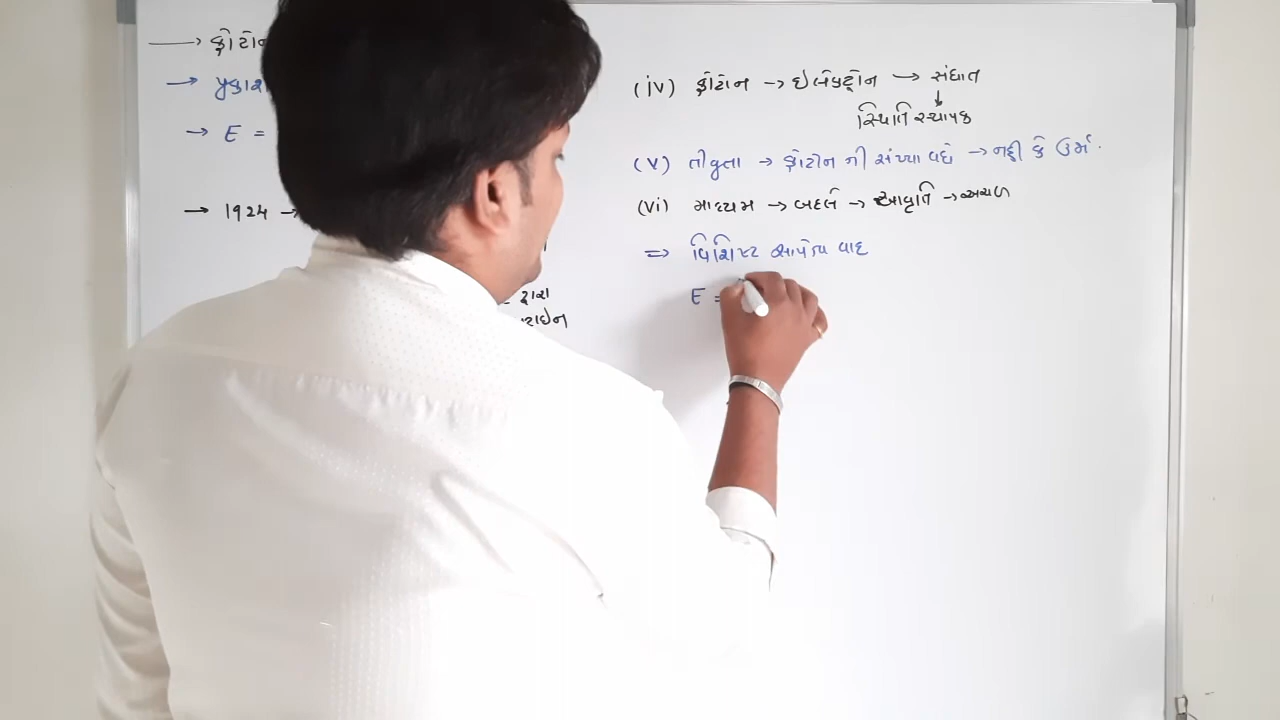 → ફોટોન
→ પ્રકાશ
→ E =
→ 1924 →
દ્વારા
(iv) ફોટોન → ઇલેક્ટ્રોન → સંઘાત
↓
સ્થિતિ સ્થાપક
(v) તીવ્રતા → ફોટોન ની સંખ્યા વધે → નહી કે ઉર્જા.
(vi) માધ્યમ → બદલે → આવૃતિ → અચળ
⇒ વિશિષ્ટ સાપેક્ષ વાદ
E =